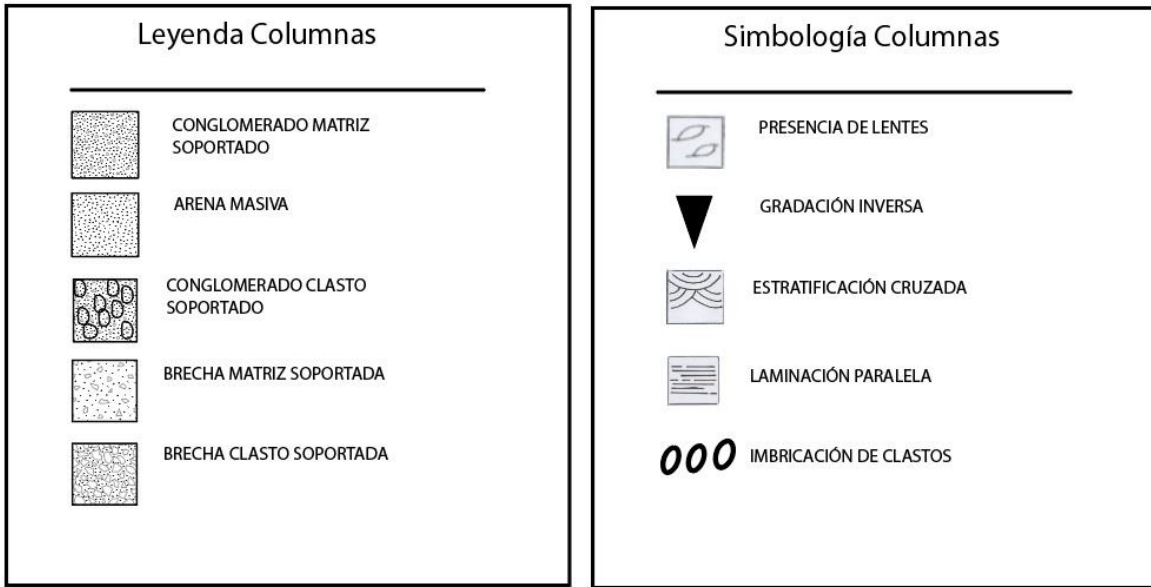 Leyenda Columnas
CONGLOMERADO MATRIZ
SOPORTADO
ARENA MASIVA
CONGLOMERADO CLASTO
SOPORTADO
BRECHA MATRIZ SOPORTADA
BRECHA CLASTO SOPORTADA
Simbología Columnas
PRESENCIA DE LENTES
GRADACIÓN INVERSA
ESTRATIFICACIÓN CRUZADA
LAMINACIÓN PARALELA
IMBRICACIÓN DE CLASTOS